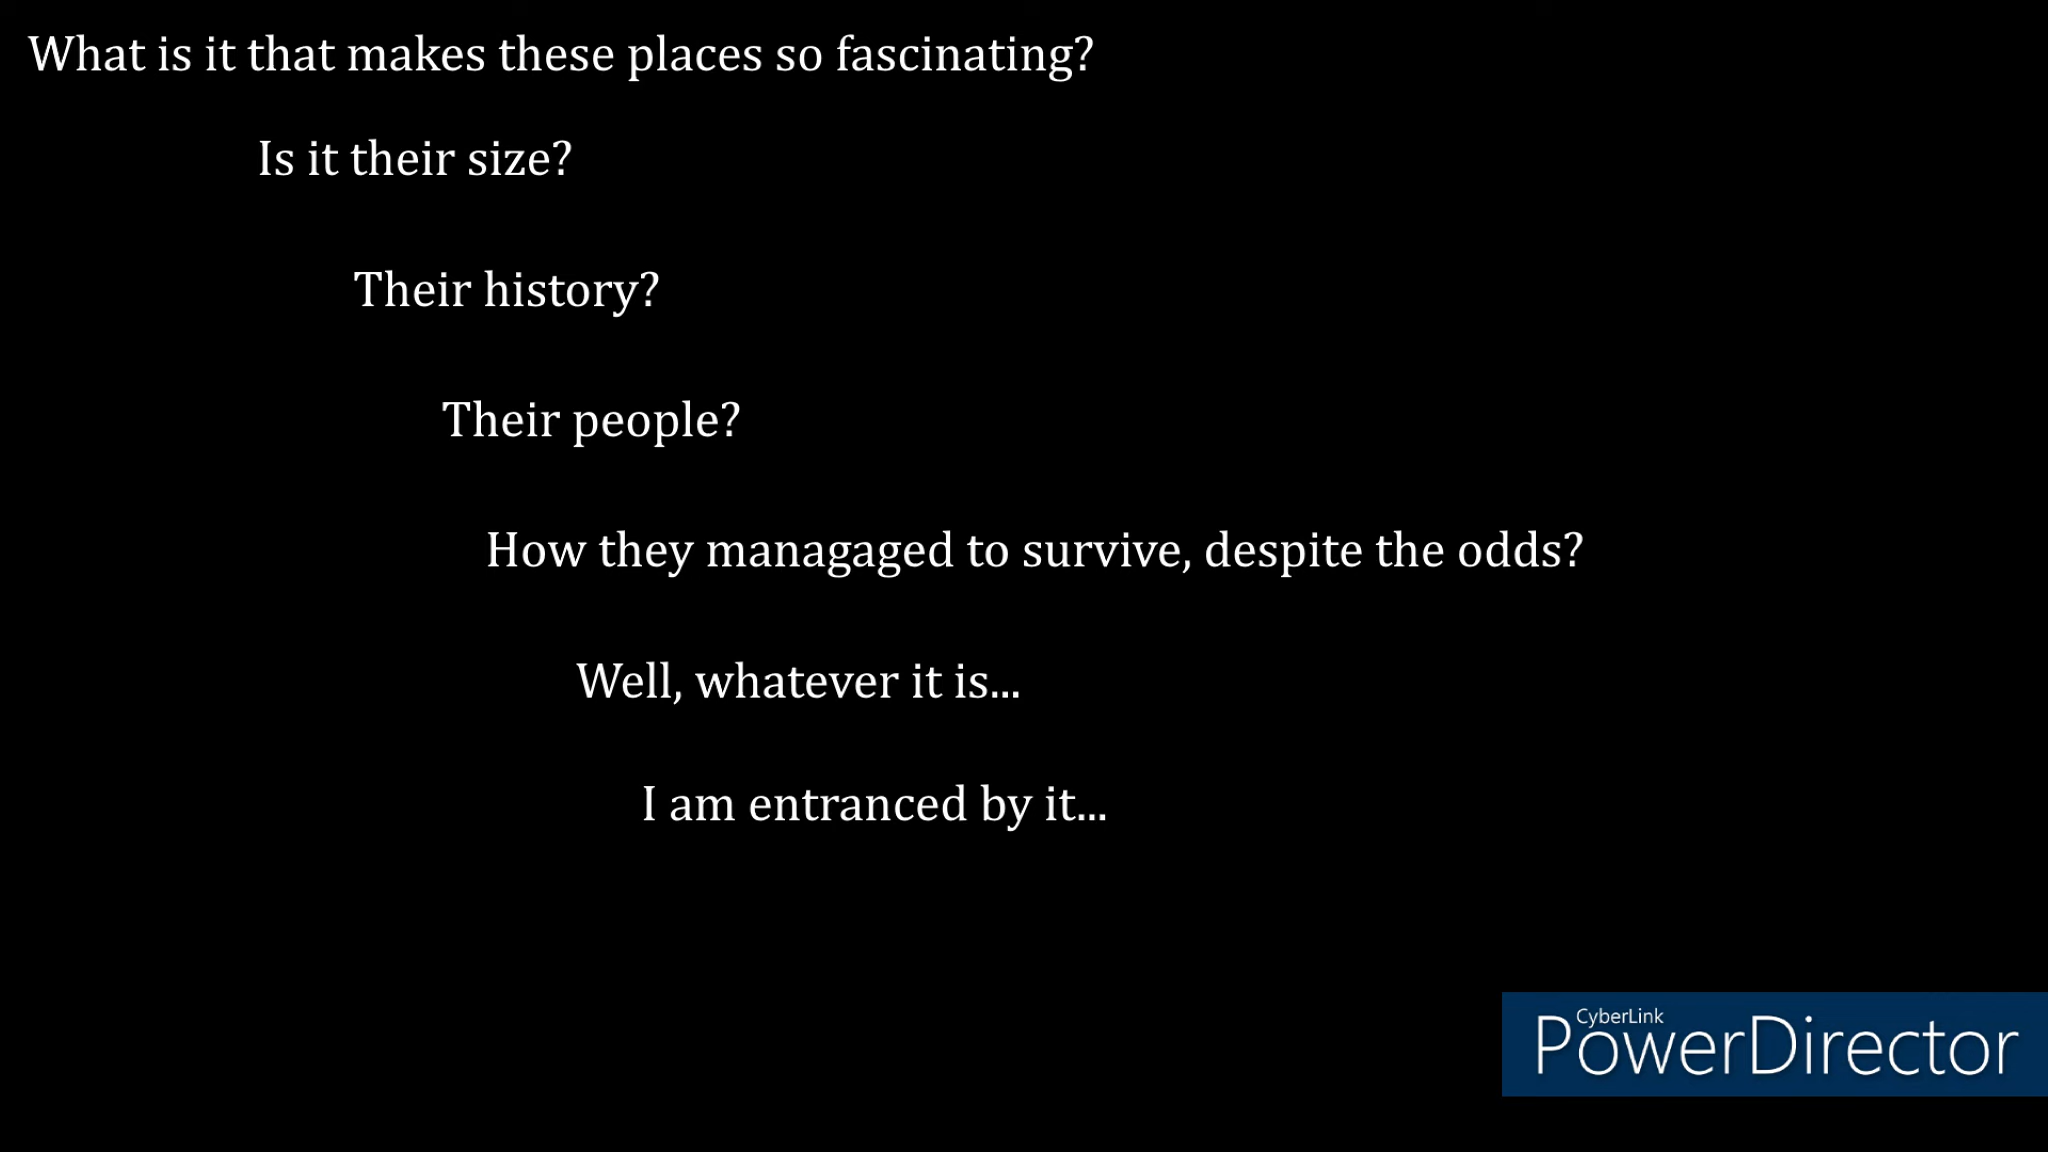 What is it that makes these places so fascinating?
Is it their size?
Their history?
Their people?
How they managaged to survive, despite the odds?
Well, whatever it is...
I am entranced by it...
CyberLink
PowerDirector